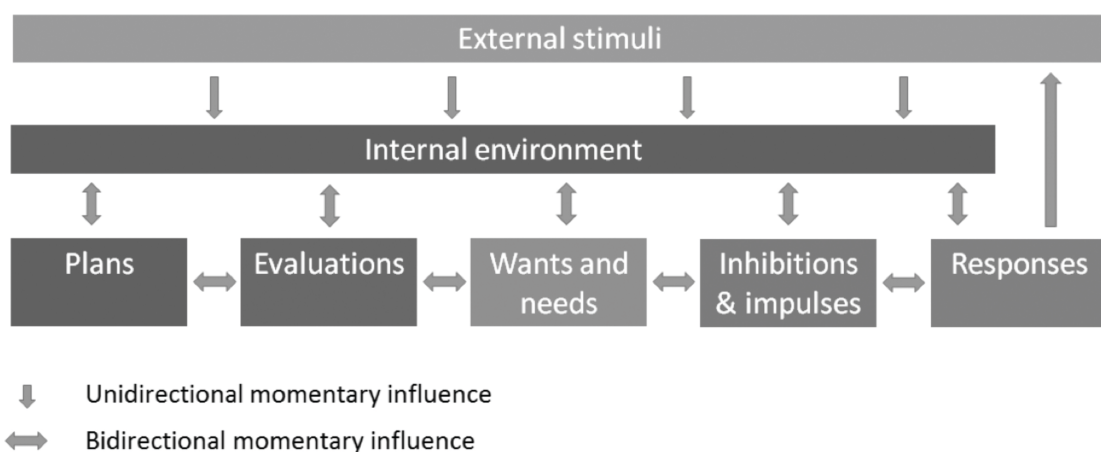 External stimuli
Internal environment
Plans
Evaluations
Wants and
needs
Inhibitions
& impulses
Responses
Unidirectional momentary influence
Bidirectional momentary influence